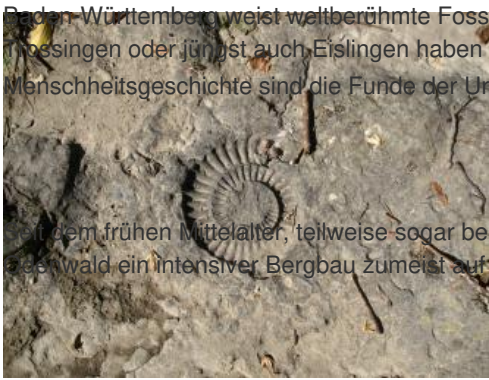 Baden-Württemberg weist weltberühmte Foss
Trossingen oder jüngst auch Eislingen haben
Menschheitsgeschichte sind die Funde der Ur
Seit dem frühen Mittelalter, teilweise sogar be
ein intensiver Bergbau zumeist auf